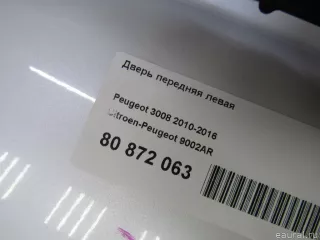 Дверь передняя левая
Peugeot 3008 2010-2016
Citroen-Peugeot 9002AR
80 872 063
eaural.ru